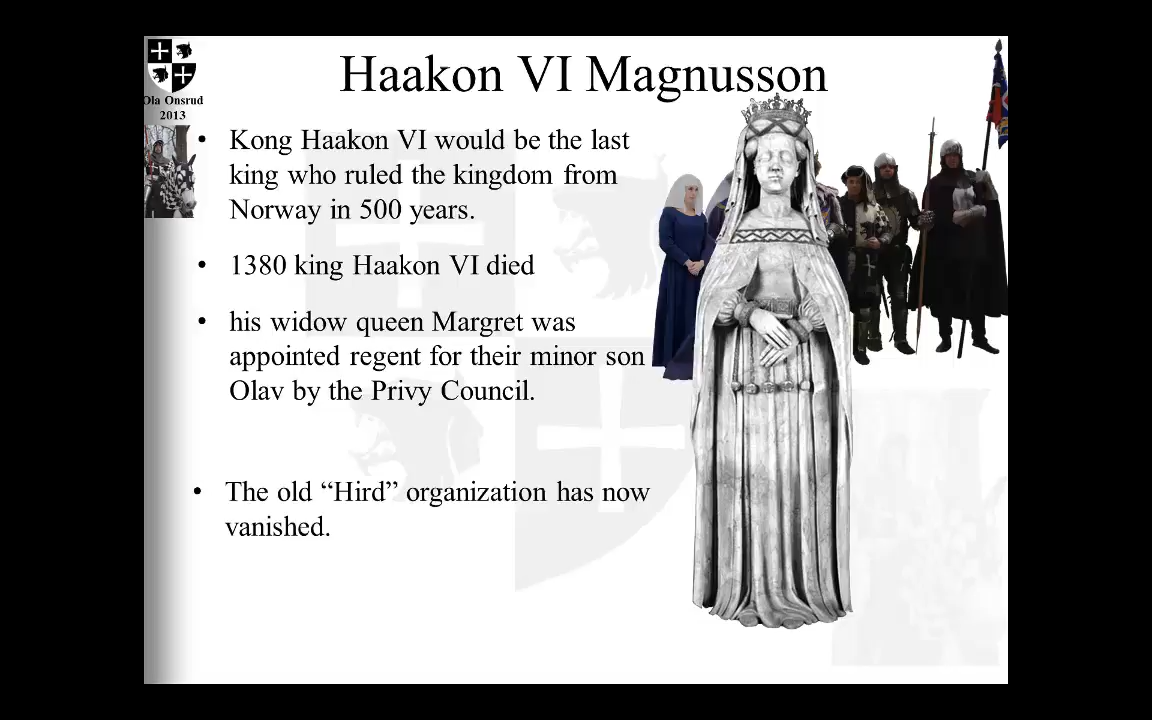 Haakon VI Magnusson
Ola Onsrud
2013
• Kong Haakon VI would be the last
king who ruled the kingdom from
Norway in 500 years.
• 1380 king Haakon VI died
• his widow queen Margret was
appointed regent for their minor son
Olav by the Privy Council.
• The old “Hird” organization has now
vanished.